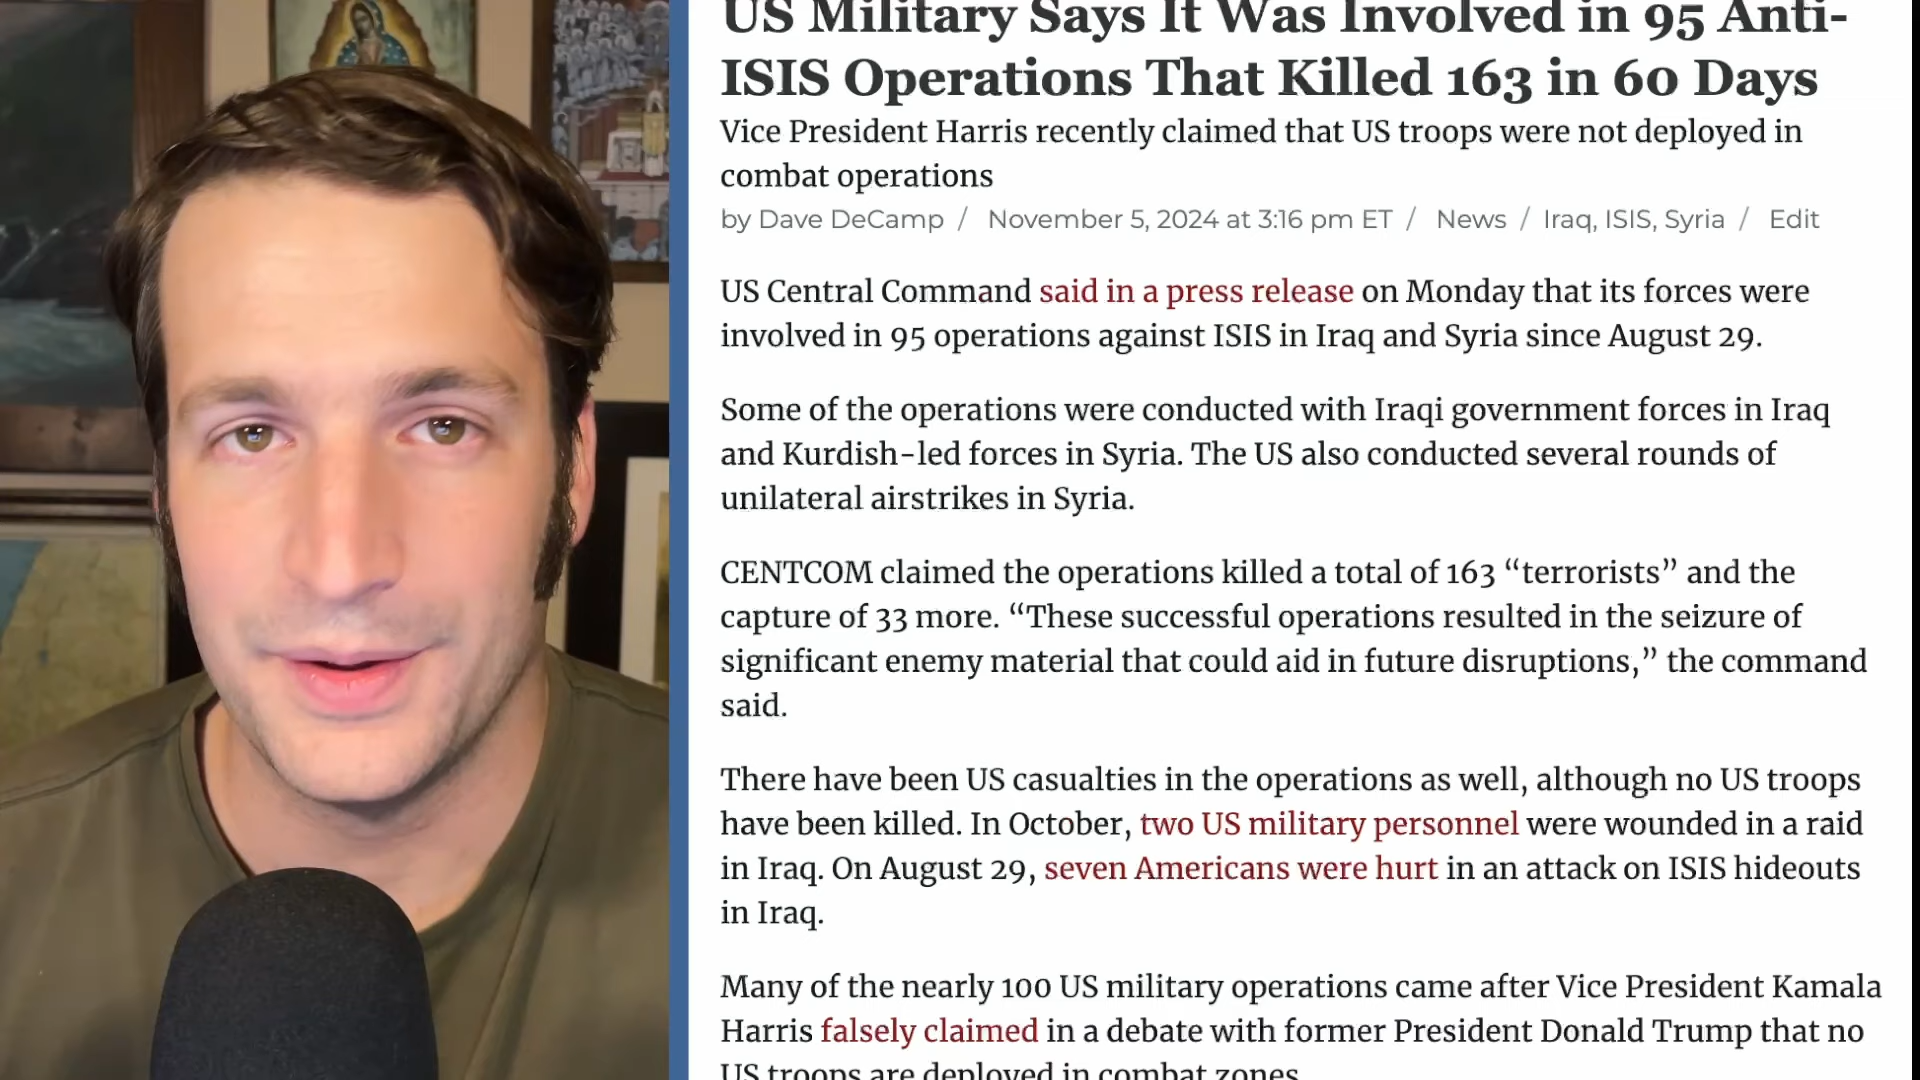 US Military Says It Was Involved in 95 Anti-
ISIS Operations That Killed 163 in 60 Days
Vice President Harris recently claimed that US troops were not deployed in
combat operations
by Dave DeCamp / November 5, 2024 at 3:16 pm ET / News / Iraq, ISIS, Syria / Edit
US Central Command said in a press release on Monday that its forces were
involved in 95 operations against ISIS in Iraq and Syria since August 29.
Some of the operations were conducted with Iraqi government forces in Iraq
and Kurdish-led forces in Syria. The US also conducted several rounds of
unilateral airstrikes in Syria.
CENTCOM claimed the operations killed a total of 163 “terrorists” and the
capture of 33 more. “These successful operations resulted in the seizure of
significant enemy material that could aid in future disruptions,” the command
said.
There have been US casualties in the operations as well, although no US troops
have been killed. In October, two US military personnel were wounded in a raid
in Iraq. On August 29, seven Americans were hurt in an attack on ISIS hideouts
in Iraq.
Many of the nearly 100 US military operations came after Vice President Kamala
Harris falsely claimed in a debate with former President Donald Trump that no
US troops are deployed in combat zones.